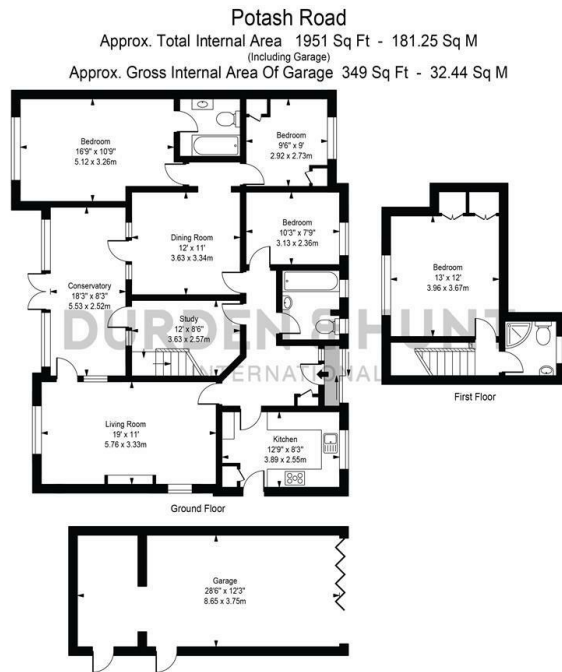 Potash Road
Approx. Total Internal Area 1951 Sq Ft - 181.25 Sq M
(Including Garage)
Approx. Gross Internal Area Of Garage 349 Sq Ft - 32.44 Sq M
Bedroom
16'9" x 10'9"
5.12 x 3.26m
Bedroom
9'6" x 9'
2.92 x 2.73m
Dining Room
12' x 11'
3.63 x 3.34m
Bedroom
10'3" x 7'9"
3.13 x 2.36m
Conservatory
18'3" x 8'3"
5.53 x 2.52m
Study
12' x 8'6"
3.63 x 2.57m
Bedroom
13' x 12'
3.96 x 3.67m
DURDEN & HUNT
INTERNATIONAL
First Floor
Living Room
19' x 11'
5.76 x 3.33m
Kitchen
12'9" x 8'3"
3.89 x 2.55m
Ground Floor
Garage
28'6" x 12'3"
8.65 x 3.75m